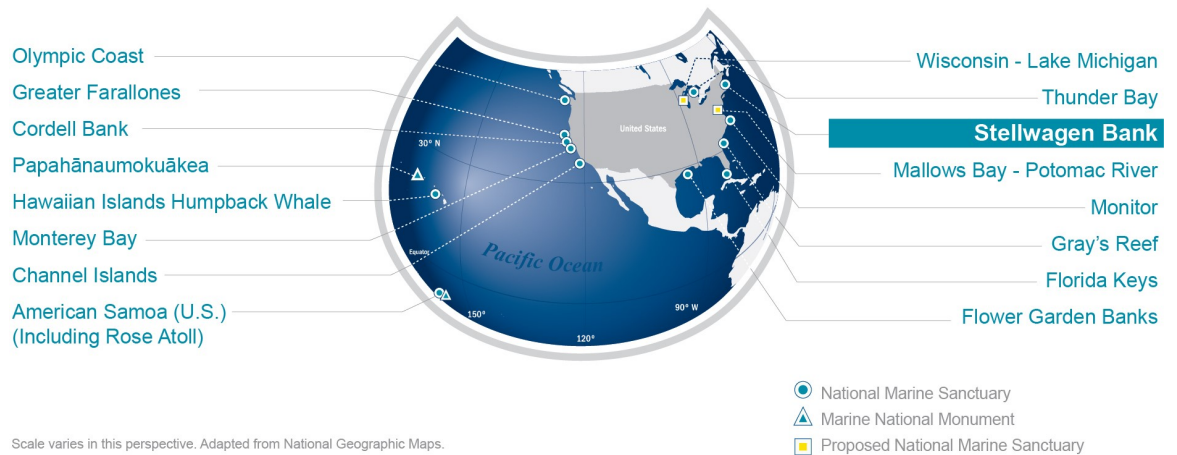 Olympic Coast
Greater Farallones
Cordell Bank
Papahānaumokuākea
Hawaiian Islands Humpback Whale
Monterey Bay
Channel Islands
American Samoa (U.S.)
(Including Rose Atoll)
30° N
United States
Equator
Pacific Ocean
150°
120°
90° W
Wisconsin - Lake Michigan
Thunder Bay
Stellwagen Bank
Mallows Bay - Potomac River
Monitor
Gray’s Reef
Florida Keys
Flower Garden Banks
National Marine Sanctuary
Marine National Monument
Proposed National Marine Sanctuary
Scale varies in this perspective. Adapted from National Geographic Maps.